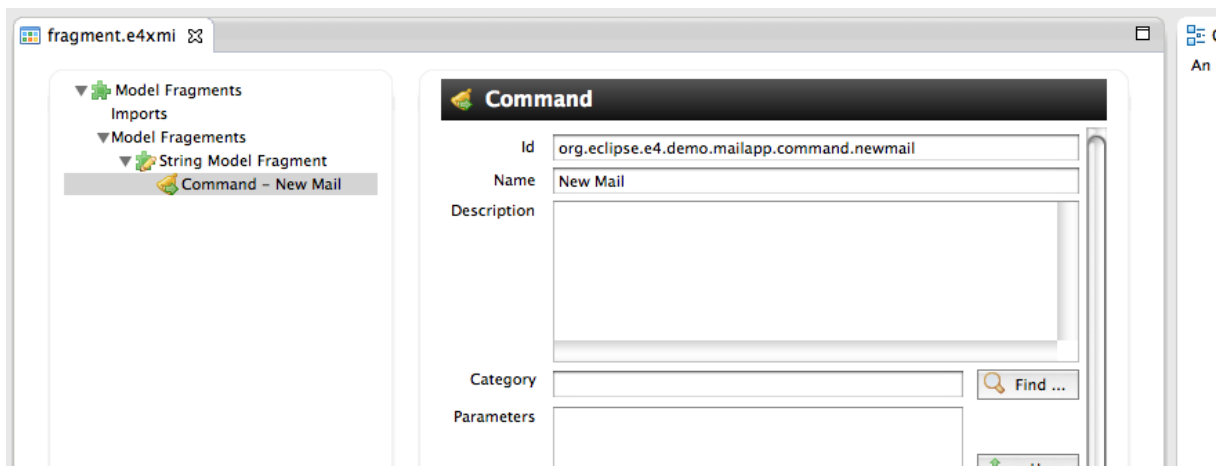 fragment.e4xmi
An
Model Fragments
Imports
Model Fragements
String Model Fragment
Command – New Mail
Command
Id org.eclipse.e4.demo.mailapp.command.newmail
Name New Mail
Description
Category Find ...
Parameters